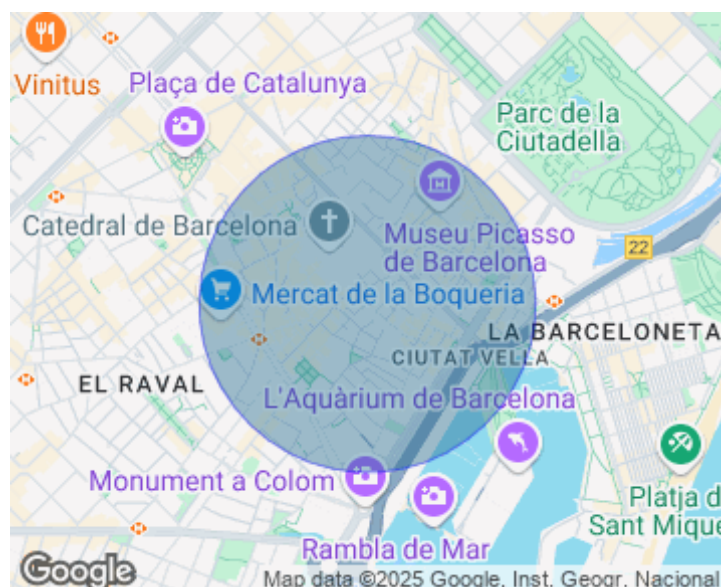 Vinitus
Plaça de Catalunya
Parc de la
Ciutadella
Catedral de Barcelona
Museu Picasso
de Barcelona
22
Mercat de la Boqueria
LA BARCELONETA
CIUTAT VELLA
EL RAVAL
L'Aquàrium de Barcelona
Monument a Colom
Platja d
Sant Mique
Rambla de Mar
Google
Map data ©2025 Google, Inst. Geogr. Nacional